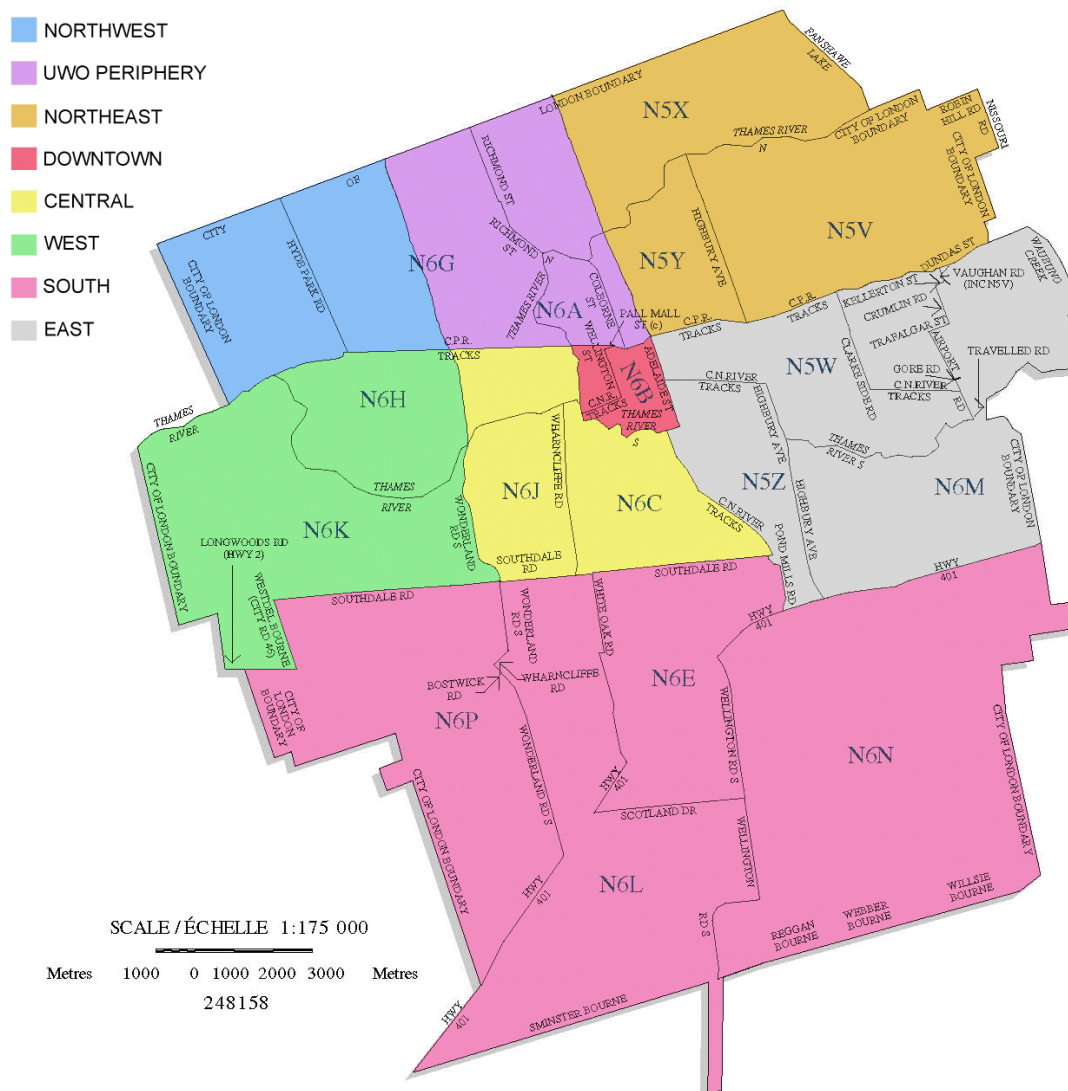 NORTHWEST
UWO PERIPHERY
NORTHEAST
DOWNTOWN
CENTRAL
WEST
SOUTH
EAST
FANSHAWE
LAKE
LONDON BOUNDARY
N5X
THAMES RIVER
N
CITY OF LONDON
BOUNDARY
ROBIN
HILL RD
NISSOURI
RD
CITY OF LONDON
BOUNDARY
RICHMOND ST
OF
CITY
CITY OF LONDON
BOUNDARY
HYDE PARK RD
N6G
RICHMOND
ST
N
THAMES RIVER
COLBORNE
ST
N6A
HIGHBURY AVE
N5Y
N5V
DUNDAS ST
WAUBUNO
CREEK
VAUGHAN RD
(INC N5V)
KELLERTON ST
CRUMLIN RD
TRAFALGAR ST
AIRPORT
RD
TRAVELLED RD
GORE RD
C.N.RIVER
TRACKS
C.P.R.
TRACKS
C.P.R.
TRACKS
C.P.R.
TRACKS
PALL MALL
ST (c)
WELLINGTON
ST
N6B
ADELAIDE ST
C.N.R.
TRACKS
THAMES
RIVER
S
C.N.RIVER
TRACKS
N5W
CLARKE SIDE RD
HIGHBURY AVE
THAMES
RIVER S
N6H
THAMES
RIVER
THAMES
RIVER
CITY OF LONDON BOUNDARY
N6K
WONDERLAND
RD S
N6J
WHARNCLIFFE RD
N6C
N5Z
C.N.RIVER
TRACKS
HIGHBURY AVE
POND MILLS RD
N6M
CITY OF LONDON
BOUNDARY
HWY
401
LONGWOODS RD
(HWY 2)
WESTDEL BOURNE
(CITY RD 46)
SOUTHDALE RD
SOUTHDALE
RD
SOUTHDALE RD
WONDERLAND
RD S
WHITE OAK RD
HWY
401
BOSTWICK
RD
WHARNCLIFFE
RD
CITY OF
LONDON
BOUNDARY
N6P
N6E
WELLINGTON RD S
N6N
CITY OF LONDON BOUNDARY
CITY OF LONDON BOUNDARY
WONDERLAND RD S
HWY
401
SCOTLAND DR
WELLINGTON
RD S
N6L
HWY
401
REGGAN
BOURNE
WEBBER
BOURNE
WILLSIE
BOURNE
SMINSTER BOURNE
HWY
401
SCALE / ÉCHELLE 1:175 000
Metres 1000 0 1000 2000 3000 Metres
248158